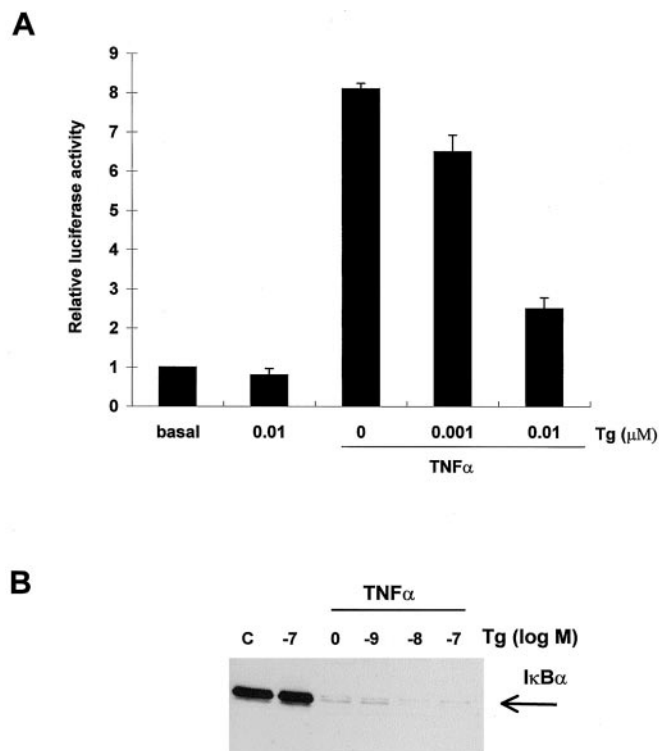 A
Relative luciferase activity
9
8
7
6
5
4
3
2
1
0
basal 0.01 0 0.001 0.01 Tg (µM)
TNFα
B
TNFα
C -7 0 -9 -8 -7 Tg (log M)
IκBα